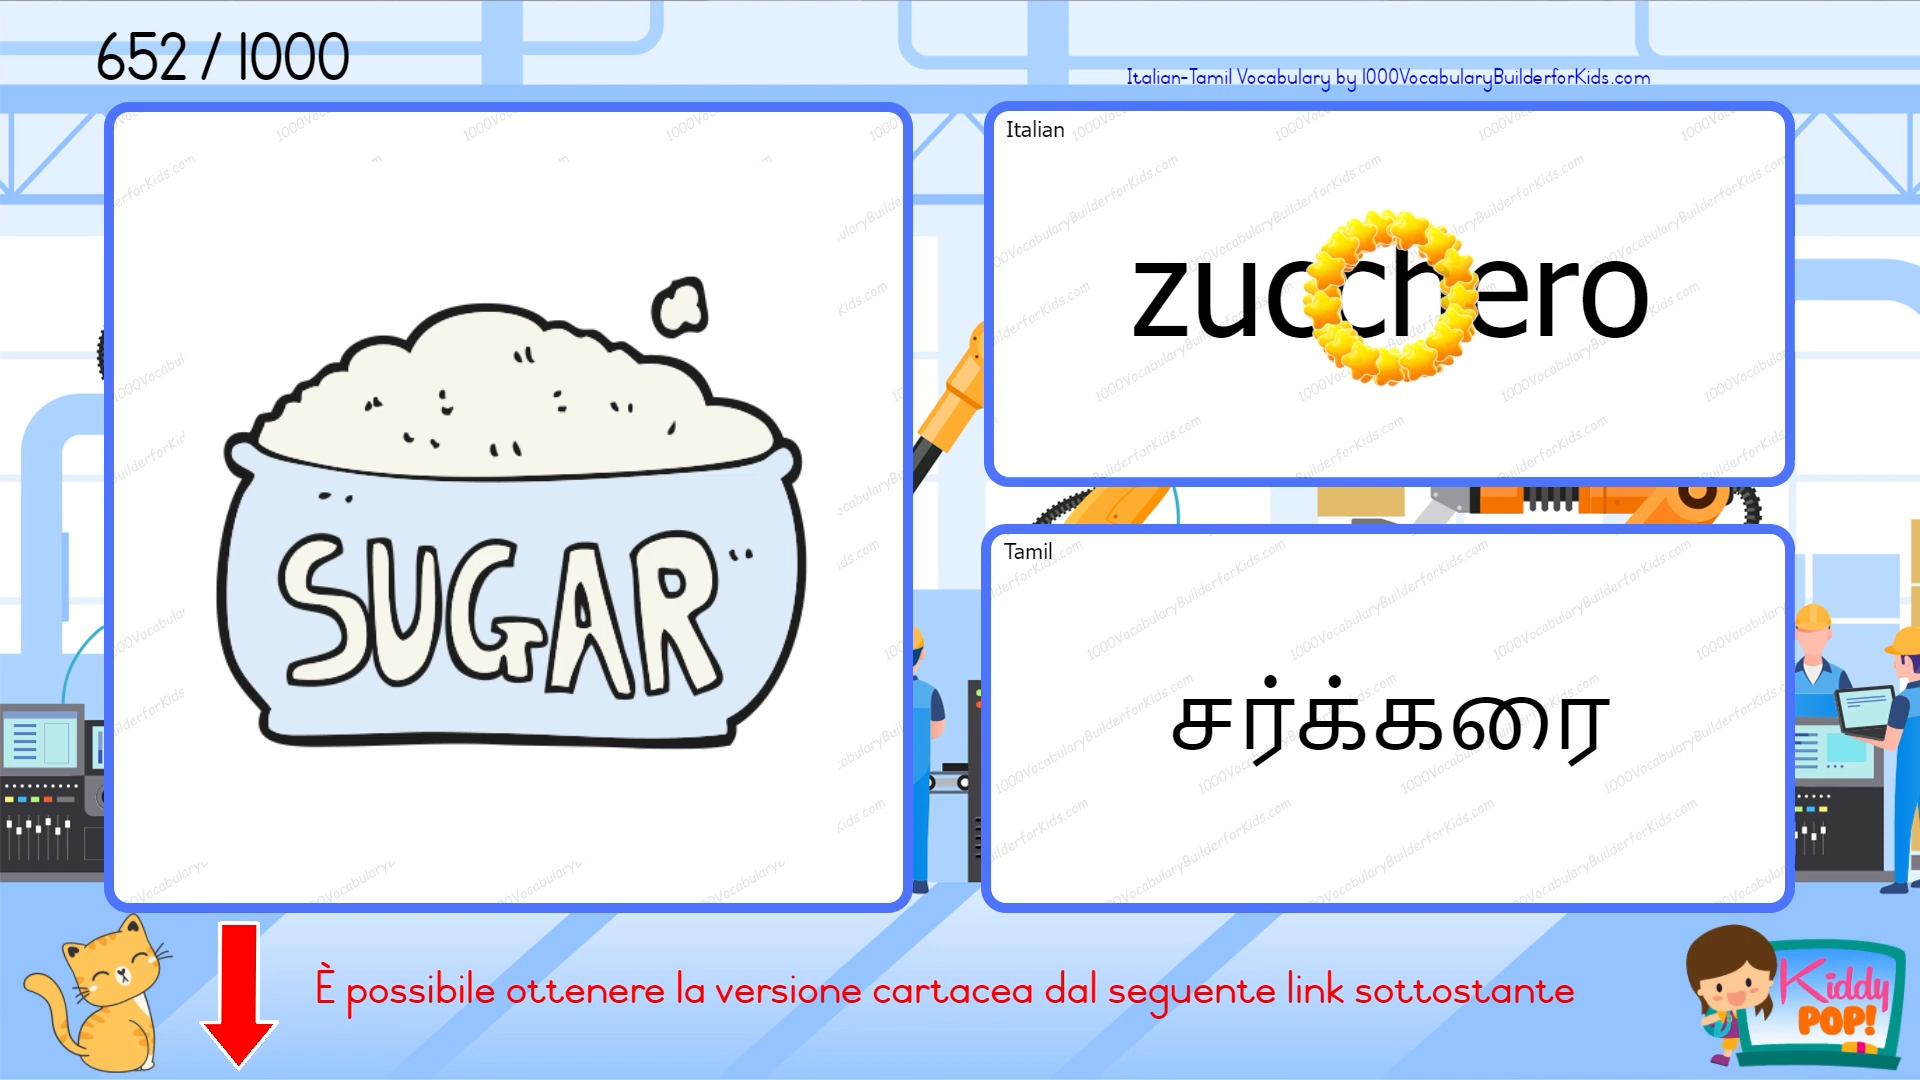 652 / 1000
Italian-Tamil Vocabulary by 1000VocabularyBuilderforKids.com
SUGAR
Italian
zucchero
Tamil
சர்க்கரை
È possibile ottenere la versione cartacea dal seguente link sottostante
Kiddy
POP!